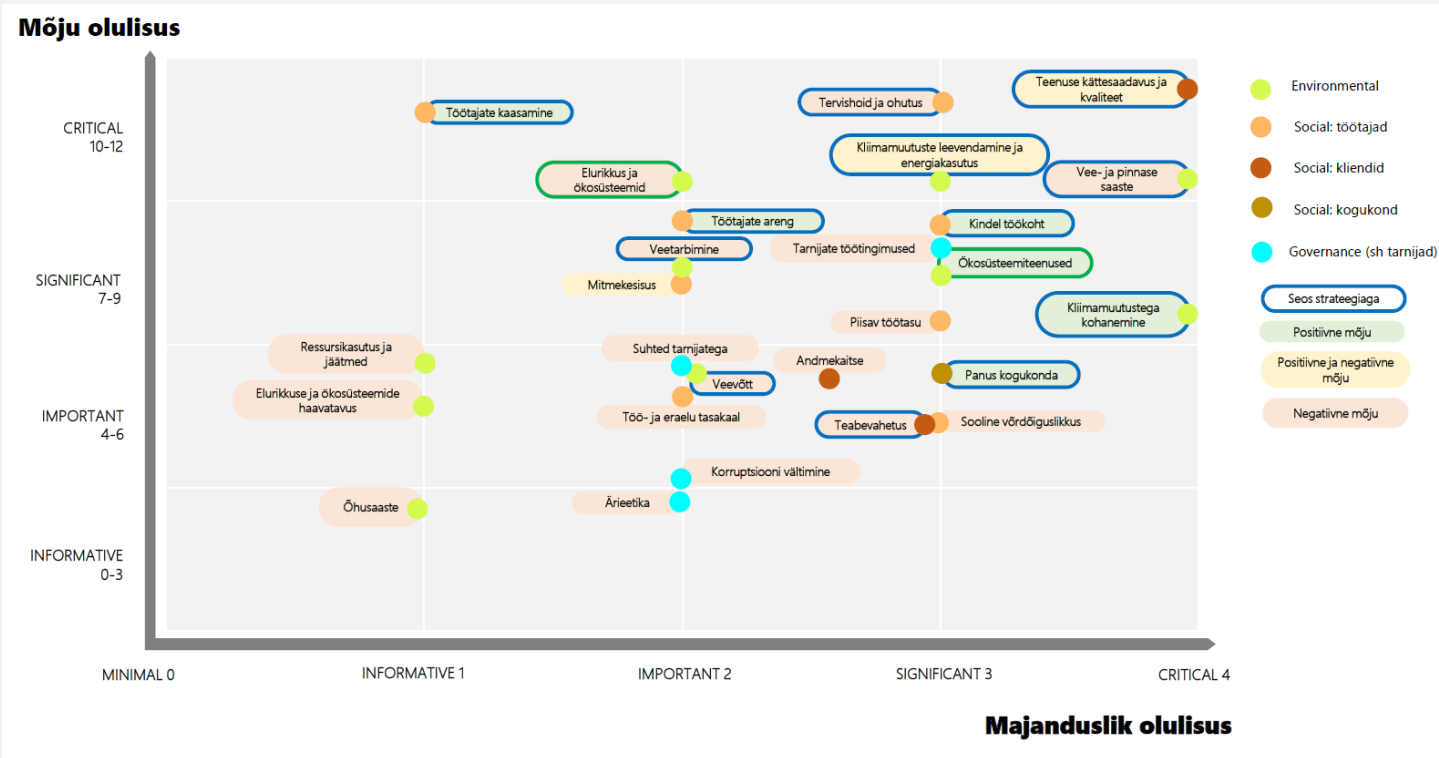 Mõju olulisus
CRITICAL
10-12
SIGNIFICANT
7-9
IMPORTANT
4-6
INFORMATIVE
0-3
Teenuse kättesaadavus ja
kvaliteet
Tervishoid ja ohutus
Töötajate kaasamine
Kliimamuutuste leevendamine ja
energiakasutus
Elurikkus ja
ökosüsteemid
Vee- ja pinnase
saaste
Töötajate areng
Kindel töökoht
Veetarbimine
Tarnijate töötingimused
Ökosüsteemiteenused
Mitmekesisus
Kliimamuutustega
kohanemine
Piisav töötasu
Ressursikasutus ja
jäätmed
Suhted tarnijatega
Andmekaitse
Veevõtt
Panus kogukonda
Elurikkuse ja ökosüsteemide
haavatavus
Töö- ja eraelu tasakaal
Teabevahetus
Sooline võrdõiguslikkus
Korruptsiooni vältimine
Ärieetika
Õhusaaste
MINIMAL 0
INFORMATIVE 1
IMPORTANT 2
SIGNIFICANT 3
CRITICAL 4
Majanduslik olulisus
Environmental
Social: töötajad
Social: kliendid
Social: kogukond
Governance (sh tarnijad)
Seos strateegiaga
Positiivne mõju
Positiivne ja negatiivne
mõju
Negatiivne mõju